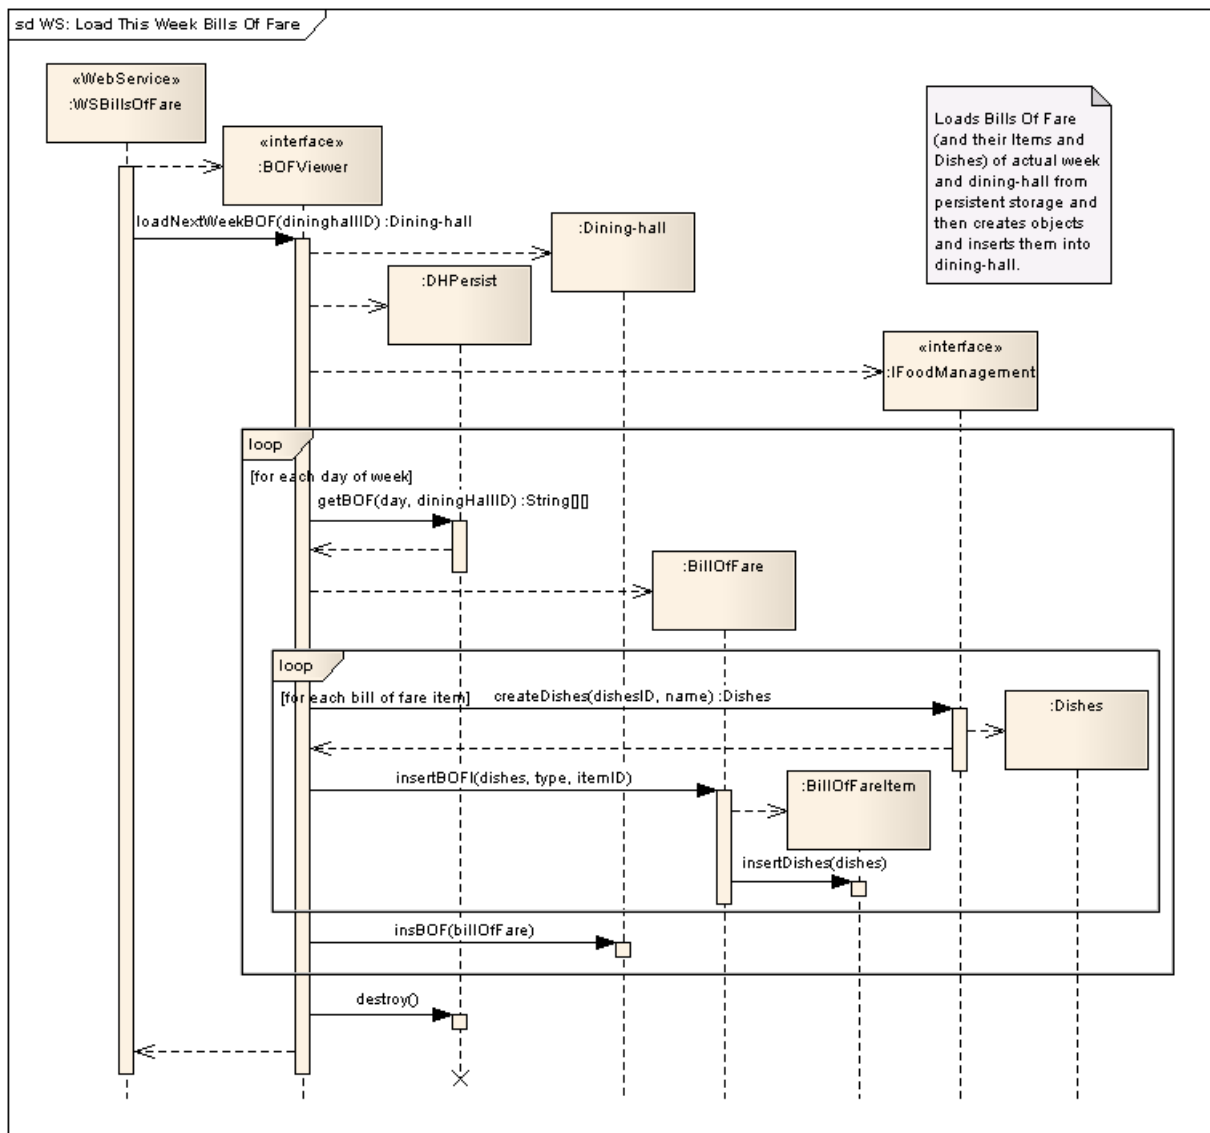 sd WS: Load This Week Bills Of Fare
«WebService»
:WSBillsOfFare
«interface»
:BOFViewer
Loads Bills Of Fare
(and their Items and
Dishes) of actual week
and dining-hall from
persistent storage and
then creates objects
and inserts them into
dining-hall.
loadNextWeekBOF(dininghallID) :Dining-hall
:Dining-hall
:DHPersist
«interface»
:IFoodManagement
loop
[for each day of week]
getBOF(day, diningHallID) :String[][]
:BillOfFare
loop
[for each bill of fare item]
createDishes(dishesID, name) :Dishes
:Dishes
insertBOFI(dishes, type, itemID)
:BillOfFareItem
insertDishes(dishes)
insBOF(billOfFare)
destroy()